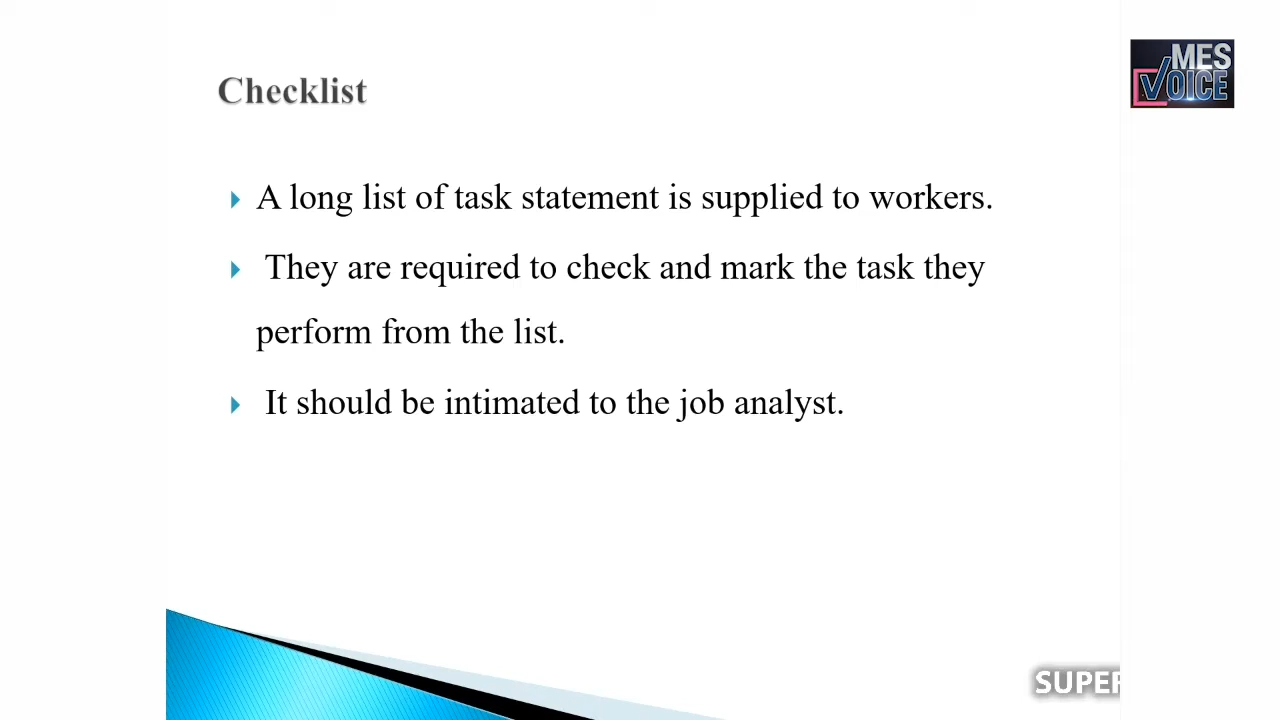 MES
VOICE
Checklist
A long list of task statement is supplied to workers.
They are required to check and mark the task they
perform from the list.
It should be intimated to the job analyst.
SUPER